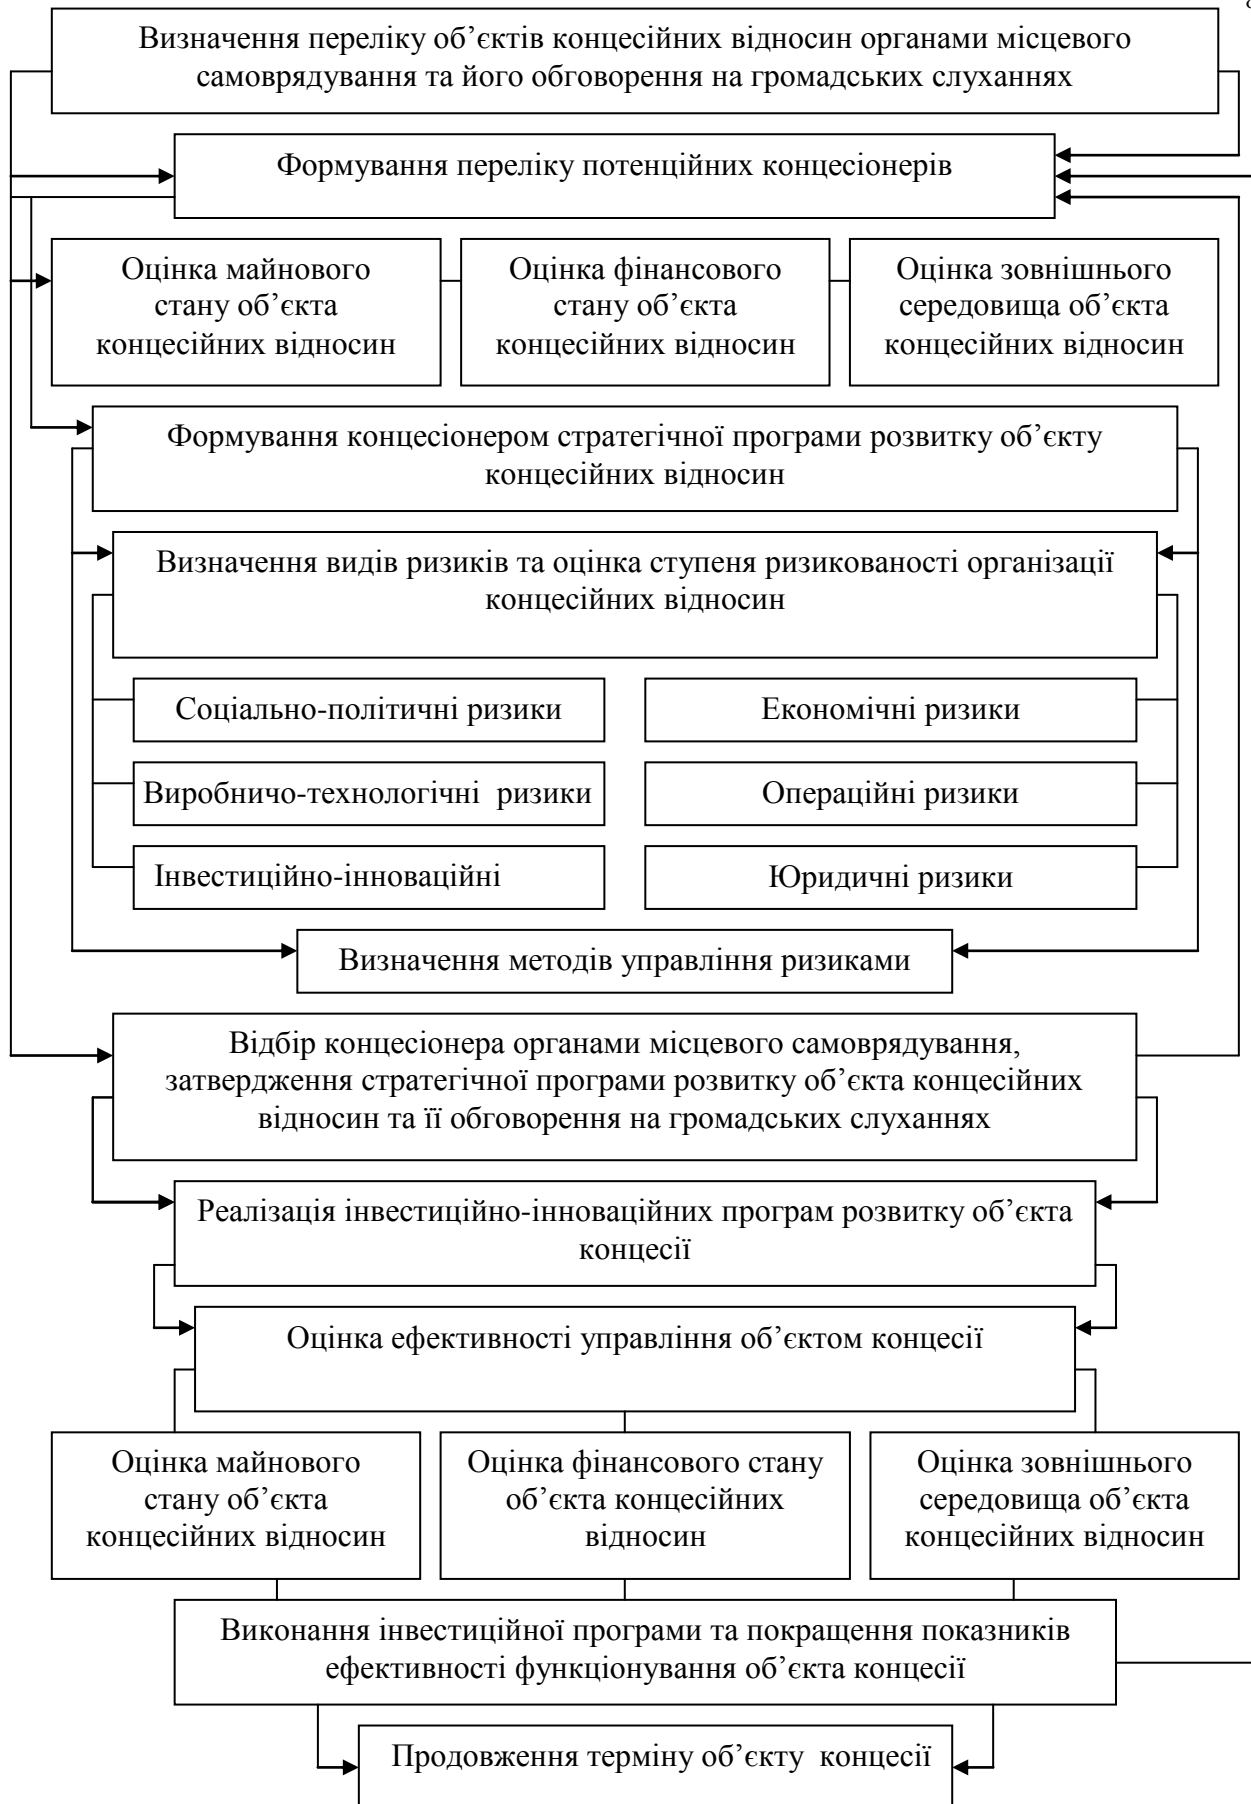 Визначення переліку об’єктів концесійних відносин органами місцевого
самоврядування та його обговорення на громадських слуханнях
Формування переліку потенційних концесіонерів
Оцінка майнового
стану об’єкта
концесійних відносин
Оцінка фінансового
стану об’єкта
концесійних відносин
Оцінка зовнішнього
середовища об’єкта
концесійних відносин
Формування концесіонером стратегічної програми розвитку об’єкту
концесійних відносин
Визначення видів ризиків та оцінка ступеня ризикованості організації
концесійних відносин
Соціально-політичні ризики
Економічні ризики
Виробничо-технологічні  ризики
Операційні ризики
Інвестиційно-інноваційні
Юридичні ризики
Визначення методів управління ризиками
Відбір концесіонера органами місцевого самоврядування,
затвердження стратегічної програми розвитку об’єкта концесійних
відносин та її обговорення на громадських слуханнях
Реалізація інвестиційно-інноваційних програм розвитку об’єкта
концесії
Оцінка ефективності управління об’єктом концесії
Оцінка майнового
стану об’єкта
концесійних відносин
Оцінка фінансового стану
об’єкта концесійних
відносин
Оцінка зовнішнього
середовища об’єкта
концесійних відносин
Виконання інвестиційної програми та покращення показників
ефективності функціонування об’єкта концесії
Продовження терміну об’єкту  концесії